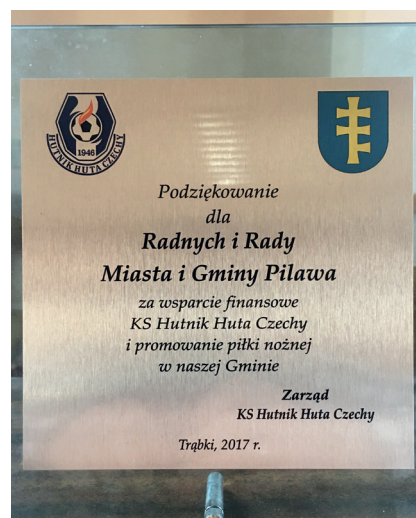 1946
HUTNIK HUTA CZECHY
Podziękowanie
dla
Radnych i Rady
Miasta i Gminy Pilawa
za wsparcie finansowe
KS Hutnik Huta Czechy
i promowanie piłki nożnej
w naszej Gminie
Zarząd
KS Hutnik Huta Czechy
Trąbki, 2017 r.